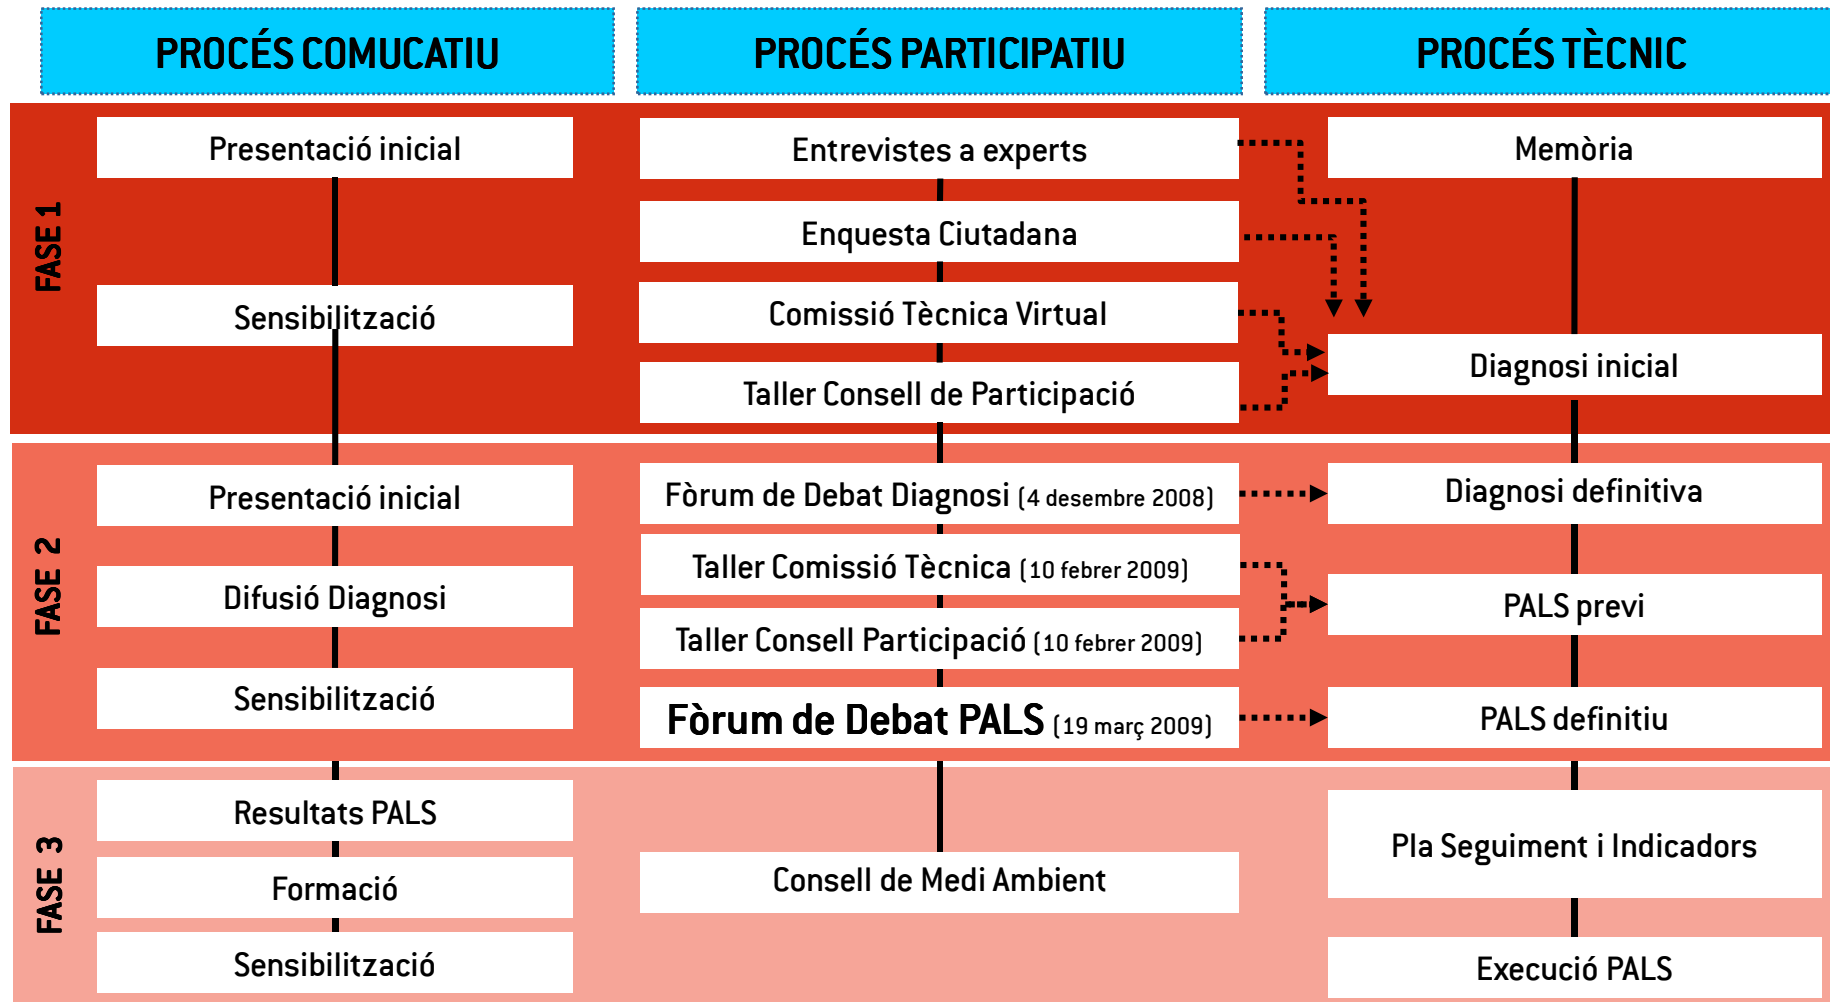 PROCÉS COMUCATIU
PROCÉS PARTICIPATIU
PROCÉS TÈCNIC
FASE 1
Presentació inicial
Sensibilització
Entrevistes a experts
Enquesta Ciutadana
Comissió Tècnica Virtual
Taller Consell de Participació
Memòria
Diagnosi inicial
FASE 2
Presentació inicial
Difusió Diagnosi
Sensibilització
Fòrum de Debat Diagnosi (4 desembre 2008)
Taller Comissió Tècnica (10 febrer 2009)
Taller Consell Participació (10 febrer 2009)
Fòrum de Debat PALS (19 març 2009)
Diagnosi definitiva
PALS previ
PALS definitiu
FASE 3
Resultats PALS
Formació
Sensibilització
Consell de Medi Ambient
Pla Seguiment i Indicadors
Execució PALS